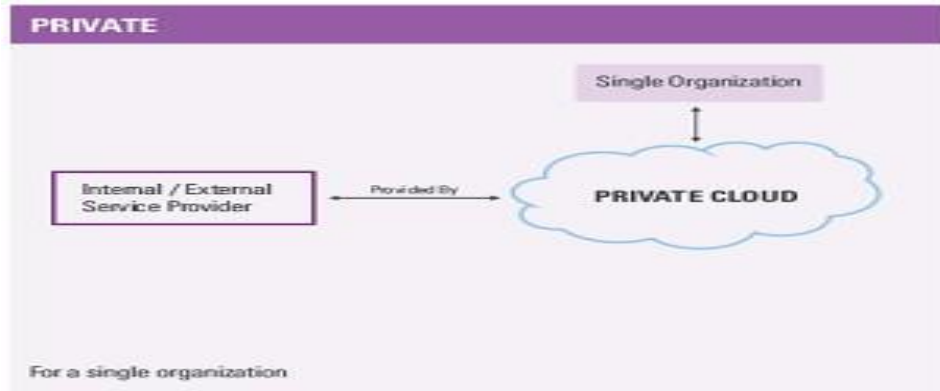 PRIVATE
Single Organization
Internal / External
Service Provider
Provided By
PRIVATE CLOUD
For a single organization